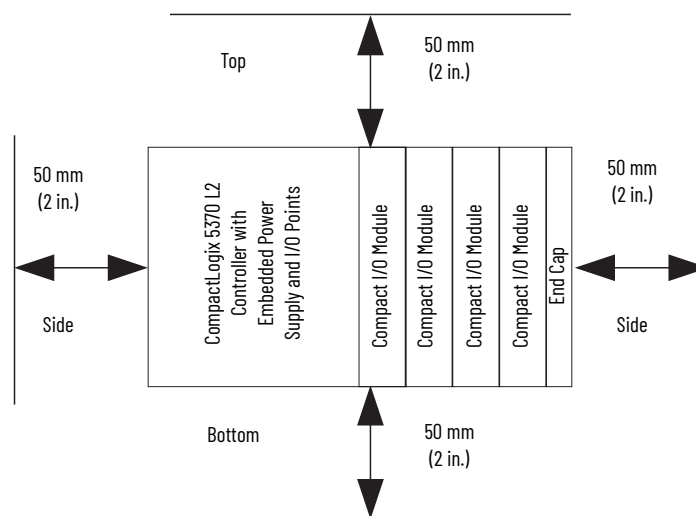 Top
50 mm
(2 in.)
50 mm
(2 in.)
Side
CompactLogix 5370 L2
Controller with
Embedded Power
Supply and I/O Points
Compact I/O Module
Compact I/O Module
Compact I/O Module
Compact I/O Module
End Cap
50 mm
(2 in.)
Side
Bottom
50 mm
(2 in.)